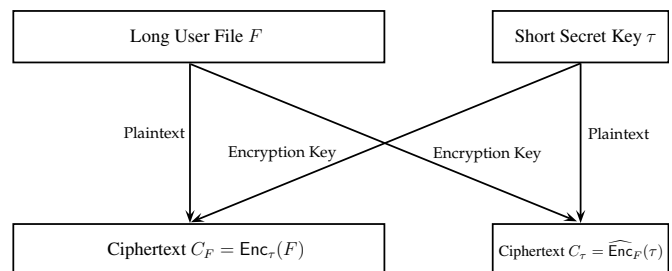 Long User File F
Short Secret Key τ
Plaintext
Plaintext
Encryption Key
Encryption Key
Ciphertext C_F = Enc_τ(F)
Ciphertext C_τ = \widehat{Enc}_F(τ)